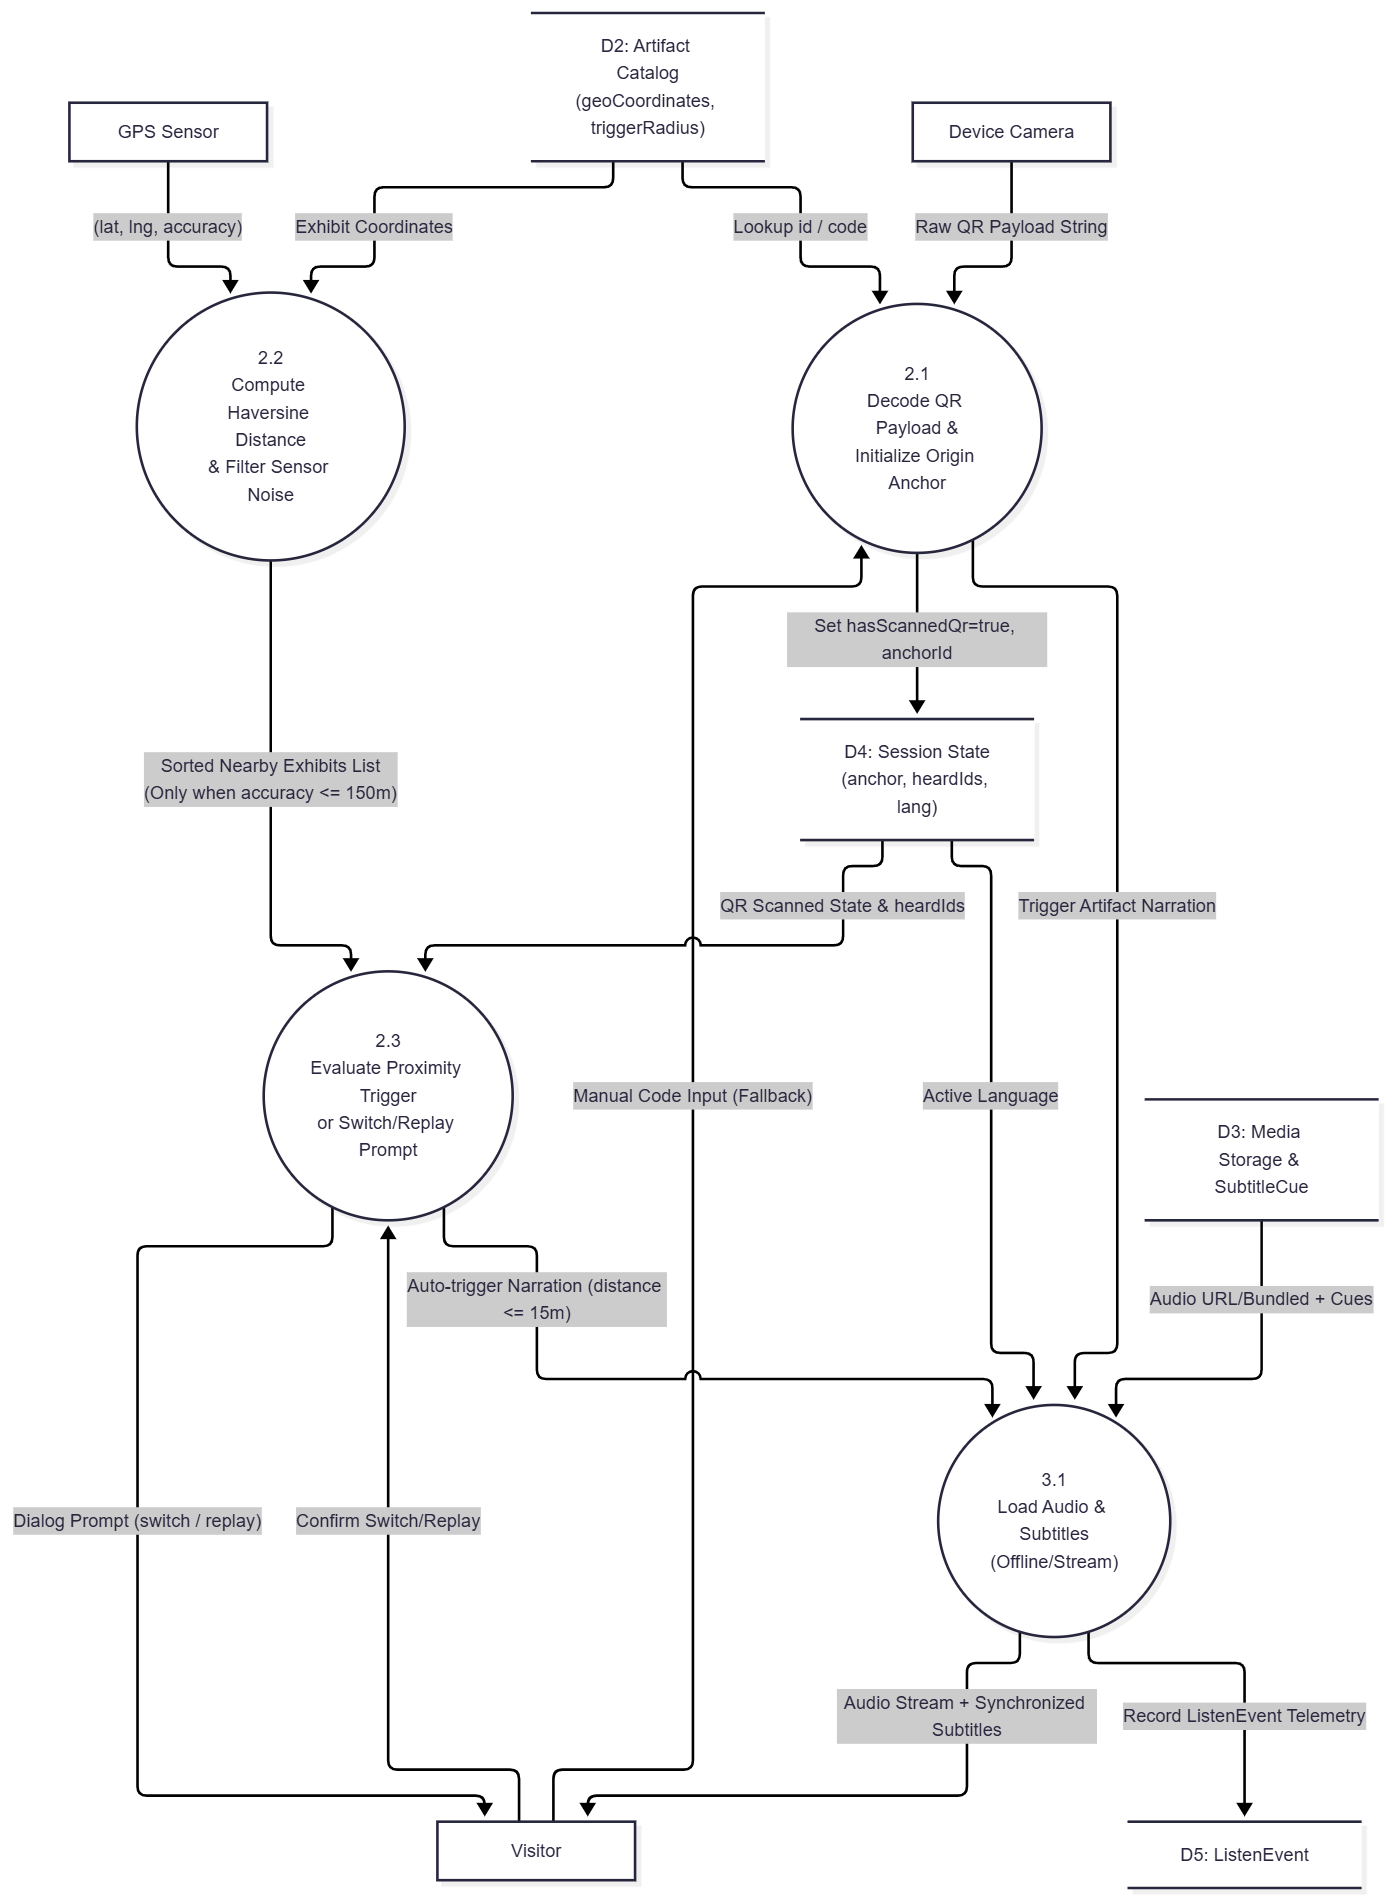 D2: Artifact
Catalog
(geoCoordinates,
triggerRadius)
GPS Sensor
Device Camera
(lat, lng, accuracy)
Exhibit Coordinates
Lookup id / code
Raw QR Payload String
2.2
Compute
Haversine
Distance
& Filter Sensor
Noise
2.1
Decode QR
Payload &
Initialize Origin
Anchor
Set hasScannedQr=true,
anchorId
Sorted Nearby Exhibits List
(Only when accuracy <= 150m)
D4: Session State
(anchor, heardIds,
lang)
QR Scanned State & heardIds
Trigger Artifact Narration
2.3
Evaluate Proximity
Trigger
or Switch/Replay
Prompt
Manual Code Input (Fallback)
Active Language
D3: Media
Storage &
SubtitleCue
Auto-trigger Narration (distance
<= 15m)
Audio URL/Bundled + Cues
Dialog Prompt (switch / replay)
Confirm Switch/Replay
3.1
Load Audio &
Subtitles
(Offline/Stream)
Audio Stream + Synchronized
Subtitles
Record ListenEvent Telemetry
Visitor
D5: ListenEvent